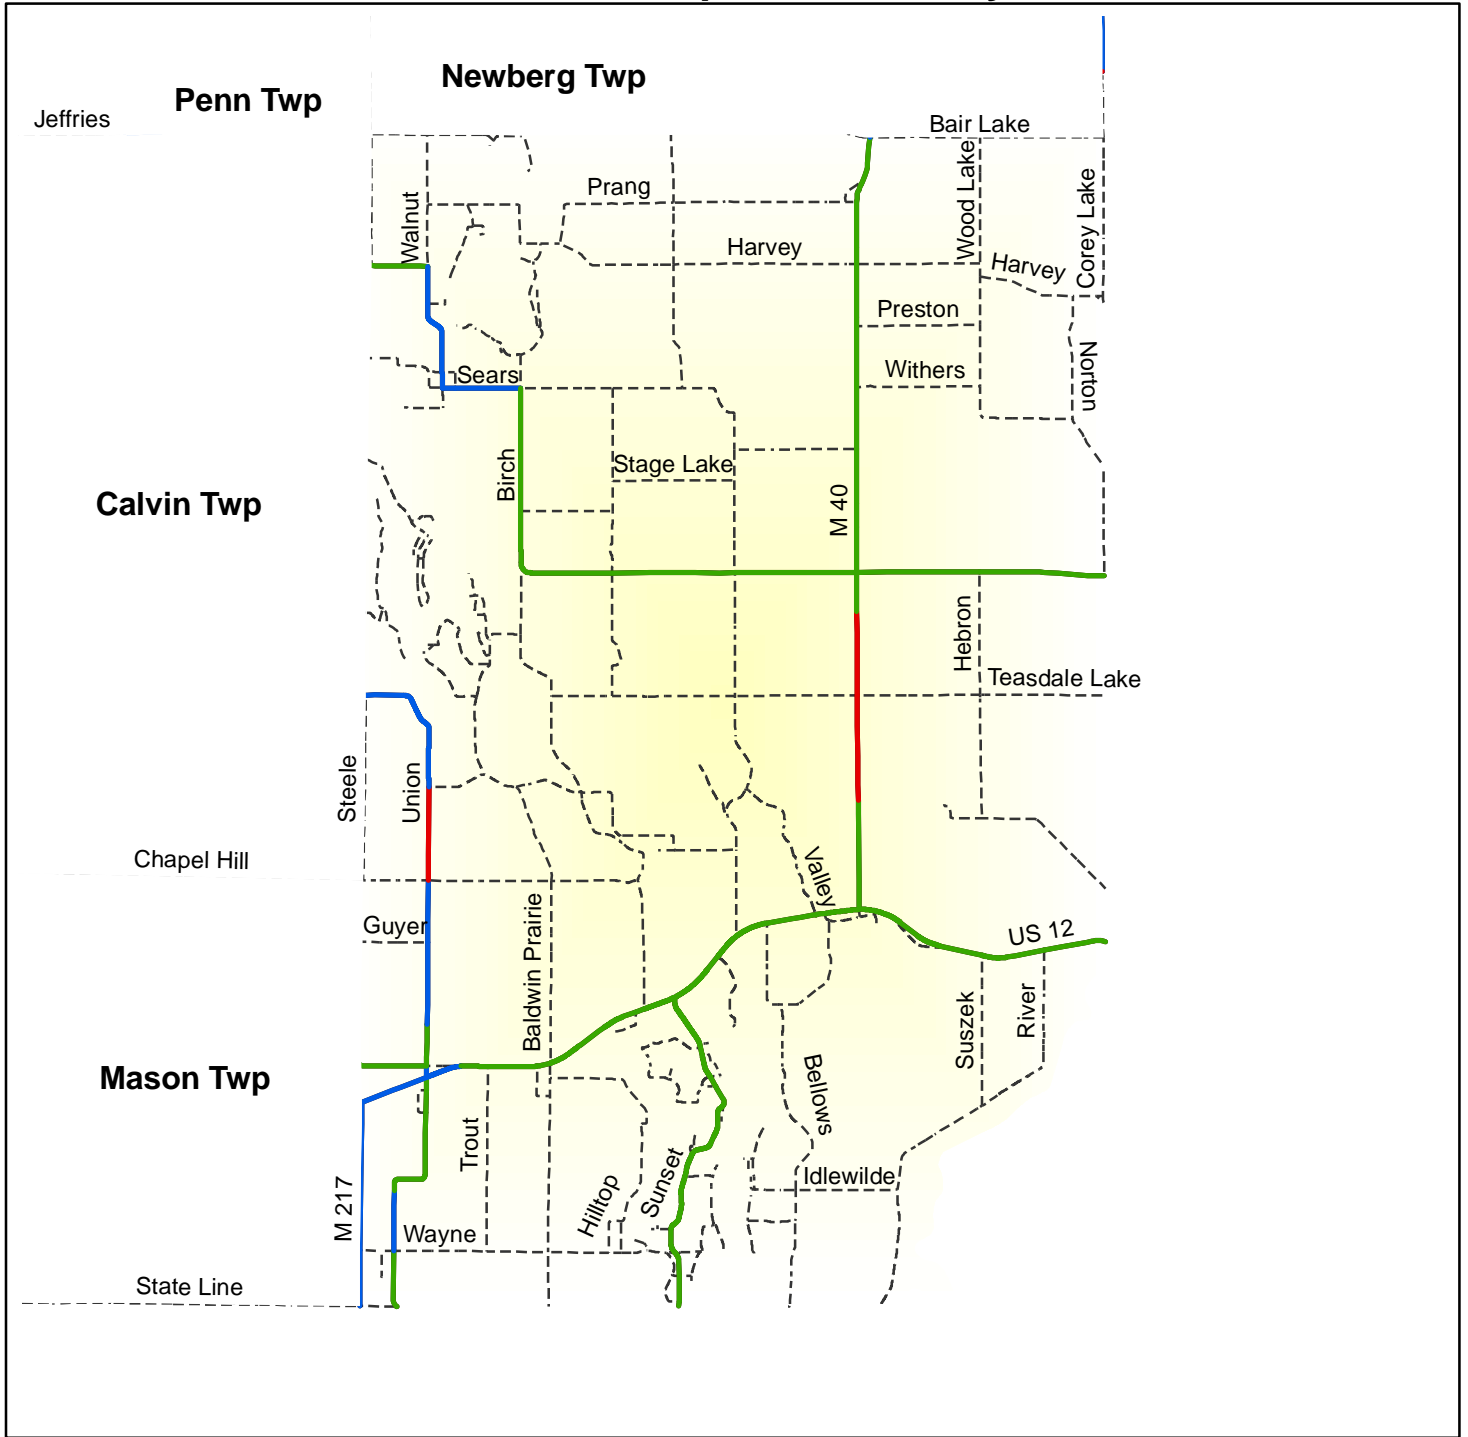 Newberg Twp
Penn Twp
Jeffries
Bair Lake
Prang
Walnut
Wood Lake
Corey Lake
Harvey
Harvey
Preston
Norton
Withers
Sears
Birch
Stage Lake
M 40
Calvin Twp
Hebron
Teasdale Lake
Steele
Union
Chapel Hill
Valley
Guyer
Baldwin Prairie
US 12
Suszek
River
Mason Twp
Bellows
Trout
Hilltop
Sunset
Idlewilde
M 217
Wayne
State Line